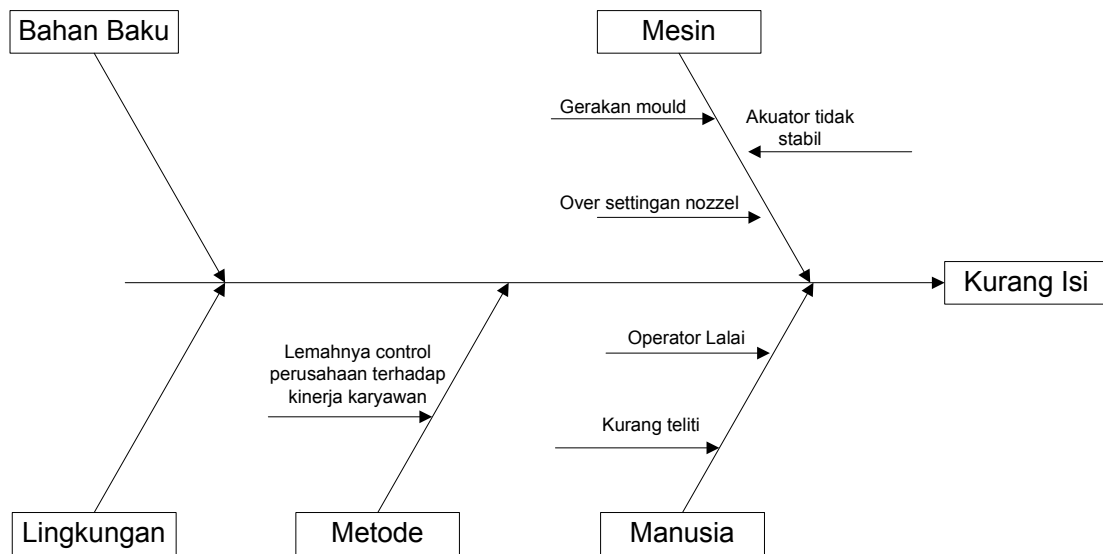 Bahan Baku
Mesin
Gerakan mould
Akuator tidak
stabil
Over settingan nozzel
Kurang Isi
Operator Lalai
Lemahnya control
perusahaan terhadap
kinerja karyawan
Kurang teliti
Lingkungan
Metode
Manusia